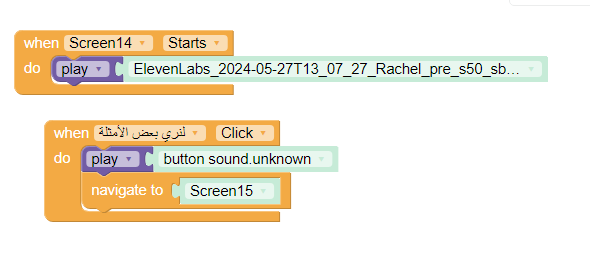 when Screen14 Starts
do play ElevenLabs_2024-05-27T13_07_27_Rachel_pre_s50_sb...
when لنري بعض الأمثلة Click
do play button sound.unknown
navigate to Screen15